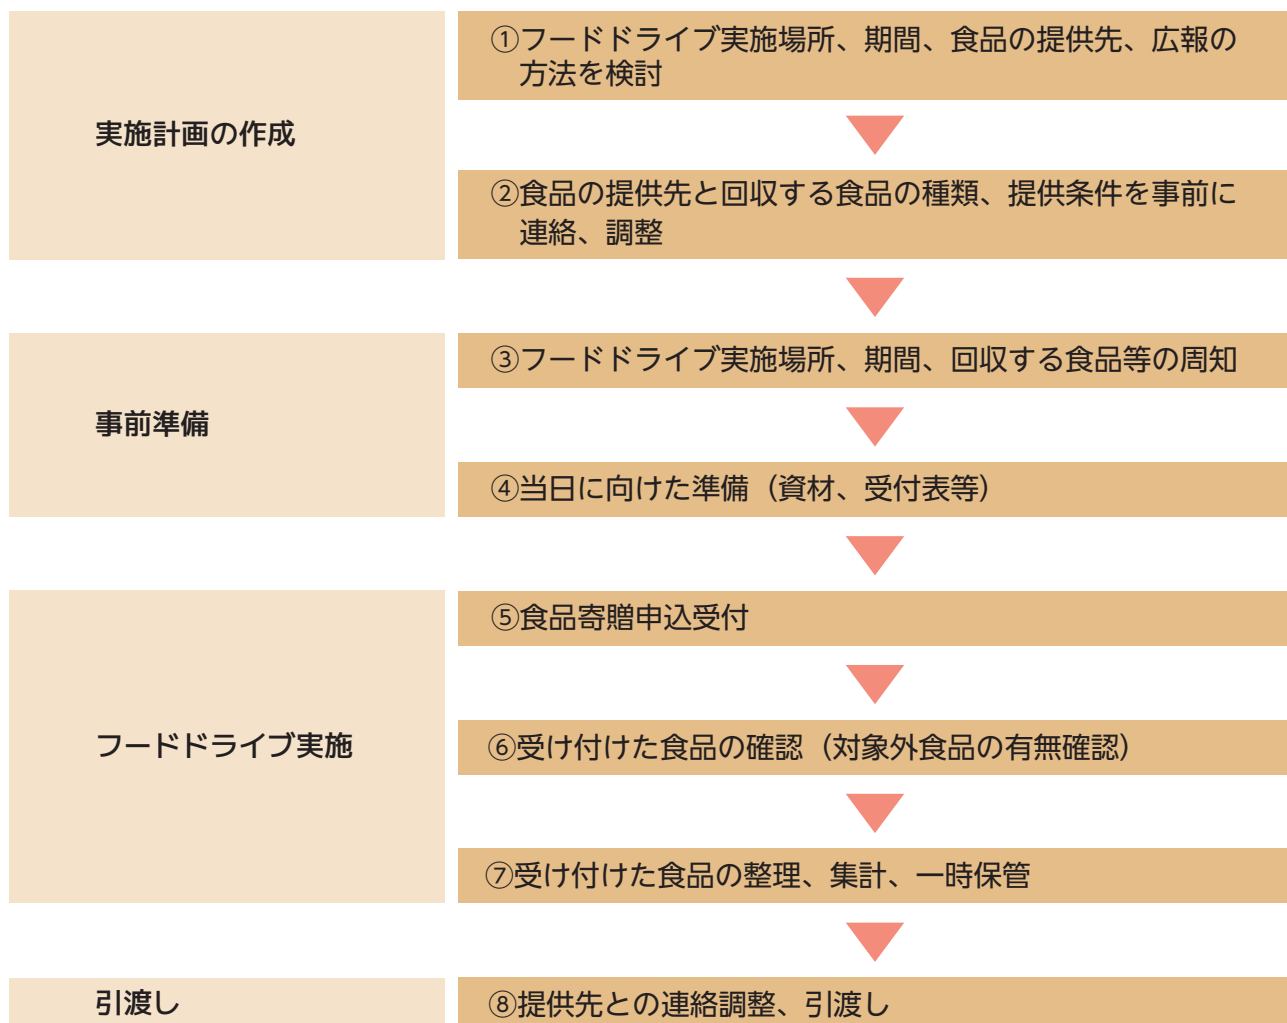 実施計画の作成
①フードドライブ実施場所、期間、食品の提供先、広報の
方法を検討
②食品の提供先と回収する食品の種類、提供条件を事前に
連絡、調整
事前準備
③フードドライブ実施場所、期間、回収する食品等の周知
④当日に向けた準備（資材、受付表等）
フードドライブ実施
⑤食品寄贈申込受付
⑥受け付けた食品の確認（対象外食品の有無確認）
⑦受け付けた食品の整理、集計、一時保管
引渡し
⑧提供先との連絡調整、引渡し